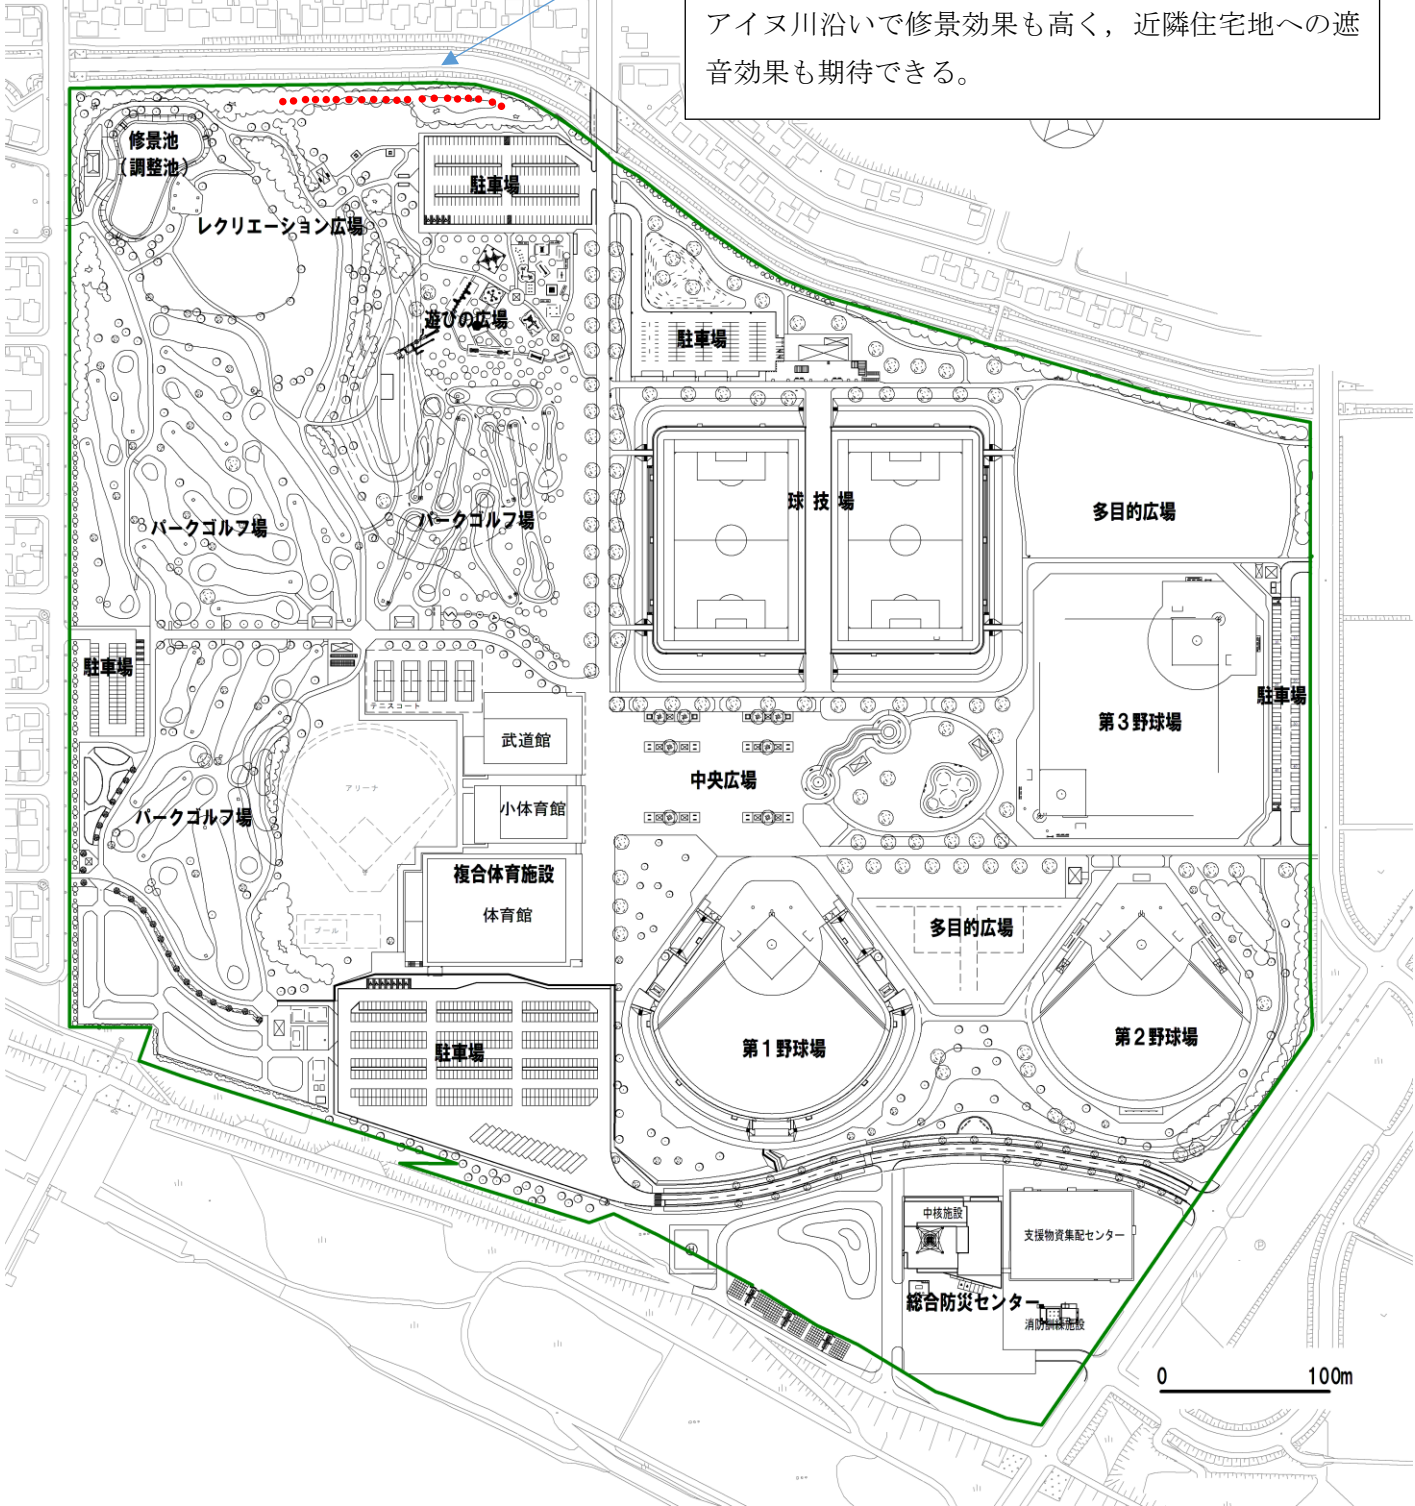 アイヌ川沿いで修景効果も高く，近隣住宅地への遮
音効果も期待できる。
修景池
（調整池）
駐車場
レクリエーション広場
遊びの広場
駐車場
球技場
多目的広場
パークゴルフ場
パークゴルフ場
駐車場
テニスコート
武道館
第３野球場
駐車場
中央広場
アリーナ
小体育館
パークゴルフ場
複合体育施設
体育館
プール
多目的広場
駐車場
第１野球場
第２野球場
中核施設
支援物資集配センター
総合防災センター
消防訓練施設
0
100m